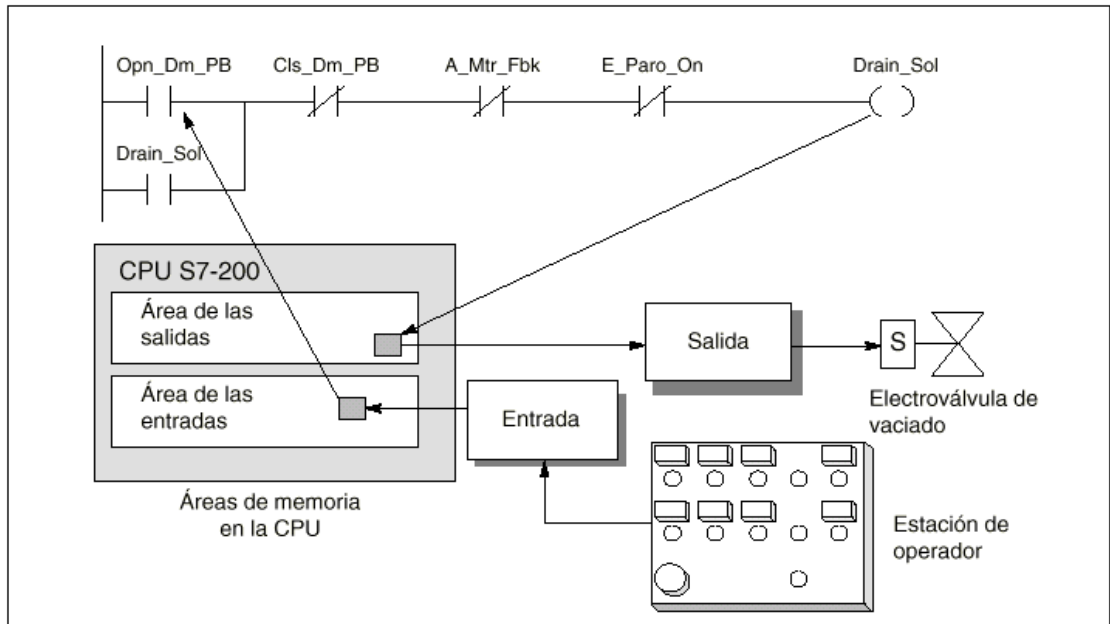 Opn_Dm_PB Cls_Dm_PB A_Mtr_Fbk E_Paro_On Drain_Sol
Drain_Sol
CPU S7-200
Área de las
salidas
Área de las
entradas
Áreas de memoria
en la CPU
Salida
Entrada
S
Electroválvula de
vaciado
Estación de
operador